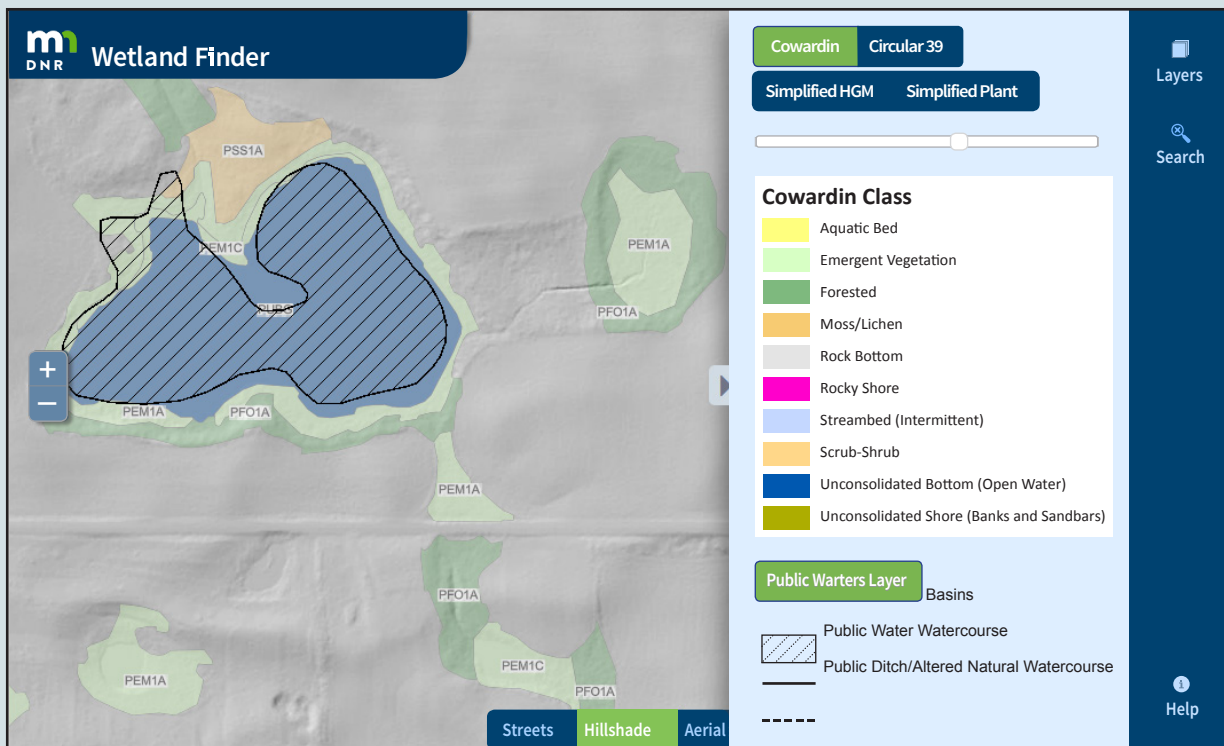 mn
DNR
Wetland Finder
PSS1A
PEM1C
PUBG
PEM1A
PFO1A
PEM1A
PFO1A
PEM1A
PFO1A
PEM1C
PFO1A
PEM1A
+
−
Streets Hillshade Aerial
Cowardin Circular 39
Simplified HGM Simplified Plant
Cowardin Class
Aquatic Bed
Emergent Vegetation
Forested
Moss/Lichen
Rock Bottom
Rocky Shore
Streambed (Intermittent)
Scrub-Shrub
Unconsolidated Bottom (Open Water)
Unconsolidated Shore (Banks and Sandbars)
Public Warters Layer
Basins
Public Water Watercourse
Public Ditch/Altered Natural Watercourse
Layers
Search
Help